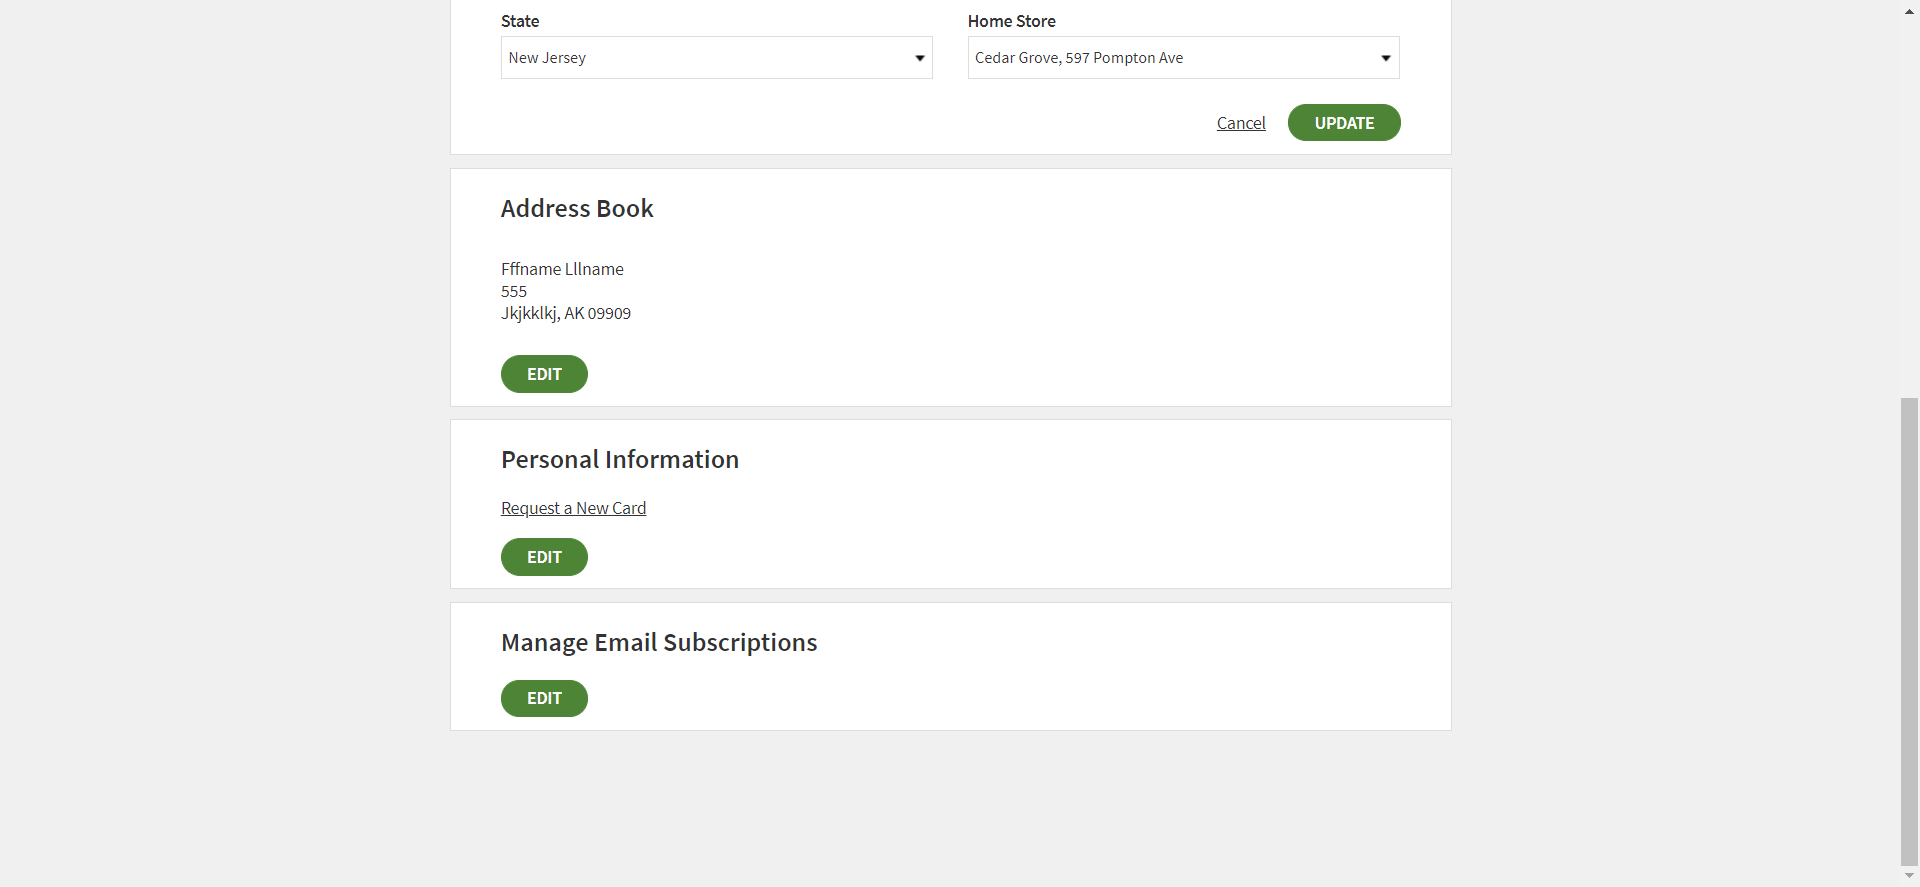 State
Home Store
New Jersey
Cedar Grove, 597 Pompton Ave
Cancel
UPDATE
Address Book
Fffname Lllname
555
Jkjkklkj, AK 09909
EDIT
Personal Information
Request a New Card
EDIT
Manage Email Subscriptions
EDIT